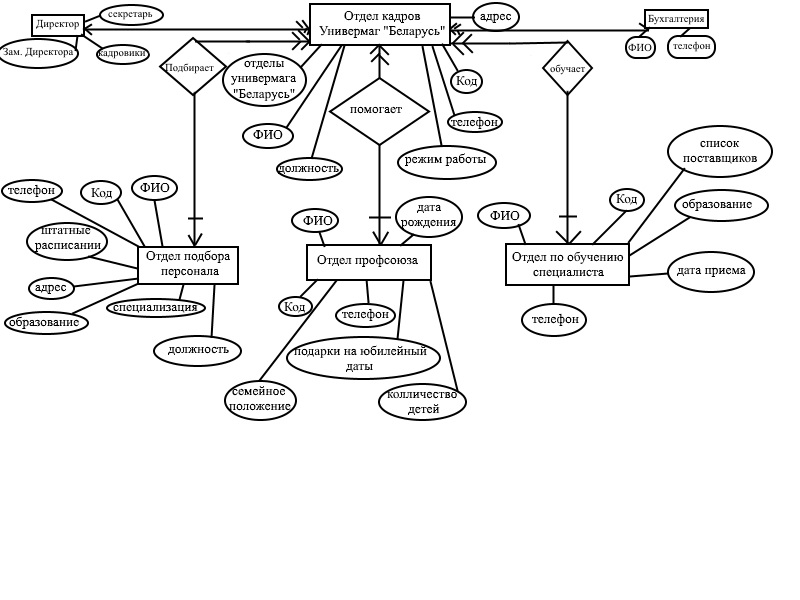 секретарь
Директор
Зам. Директора
кадровики
Отдел кадров
Универмаг "Беларусь"
адрес
Бухгалтерия
ФИО
телефон
Подбирает
отделы
универмага
"Беларусь"
помогает
обучает
Код
телефон
ФИО
должность
режим работы
список
поставщиков
телефон
Код
ФИО
штатные
расписании
адрес
образование
Отдел подбора
персонала
специализация
должность
ФИО
дата
рождения
Отдел профсоюза
Код
телефон
подарки на юбилейный
даты
семейное
положение
колличество
детей
ФИО
Код
образование
Отдел по обучению
специалиста
дата приема
телефон